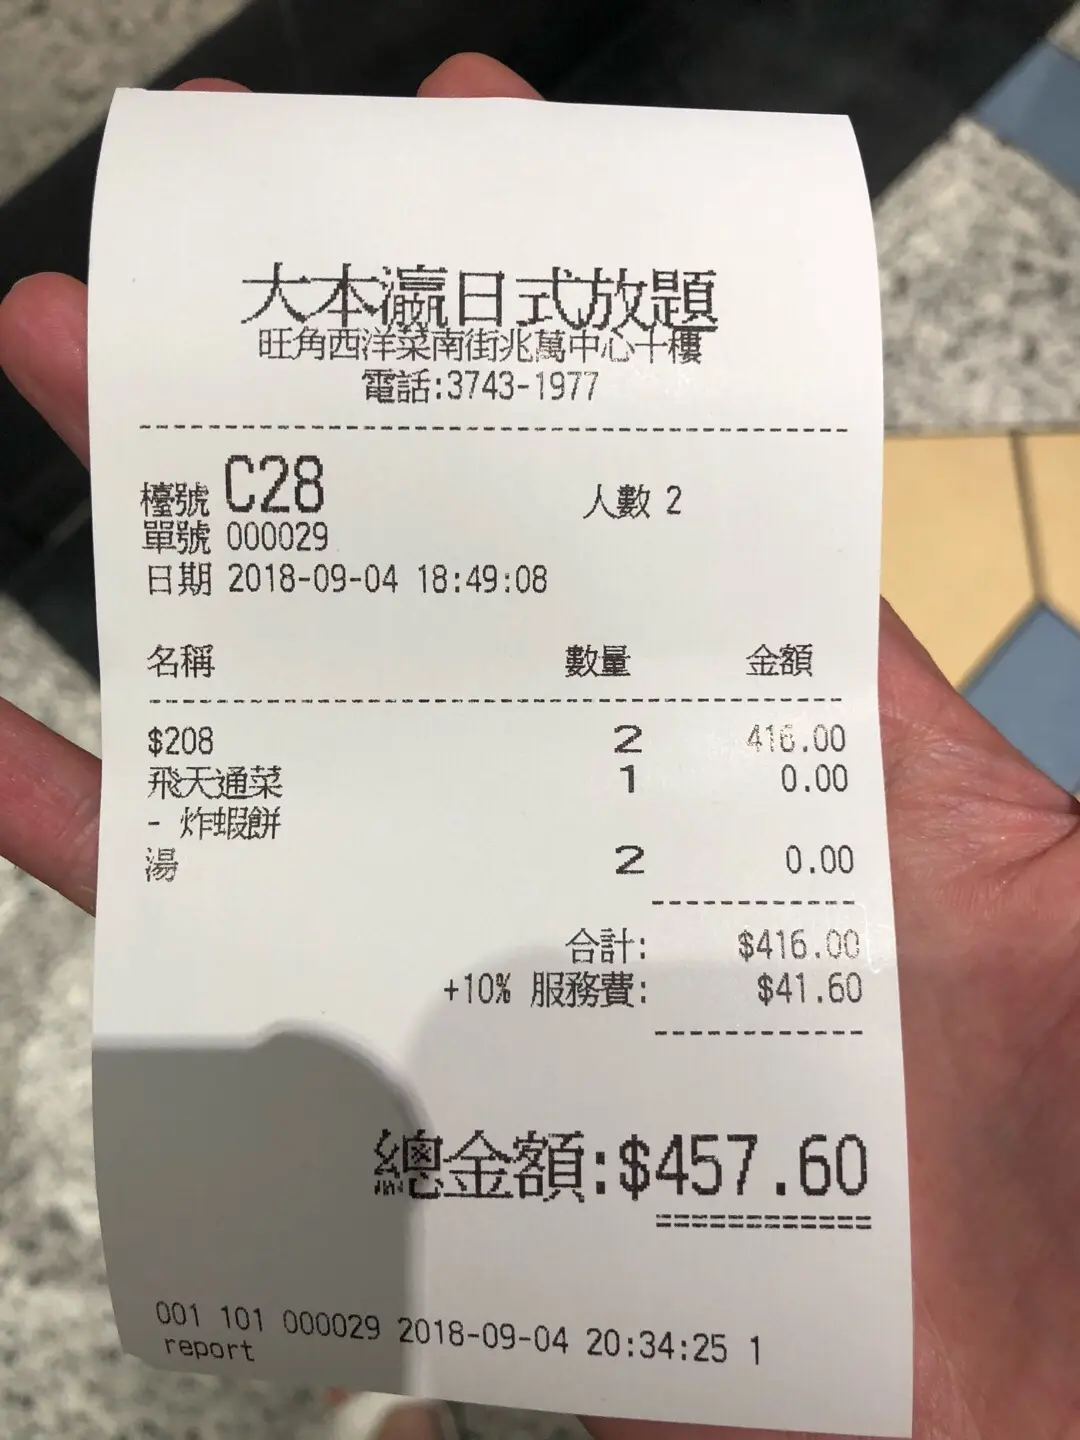 大本瀛日式放題
旺角西洋菜南街兆萬中心十樓
電話:3743-1977
檯號 C28 人數 2
單號 000029
日期 2018-09-04 18:49:08
名稱 數量 金額
$208 2 416.00
飛天通菜 1 0.00
- 炸蝦餅
湯 2 0.00
合計: $416.00
+10% 服務費: $41.60
總金額:$457.60
001 101 000029 2018-09-04 20:34:25 1
report